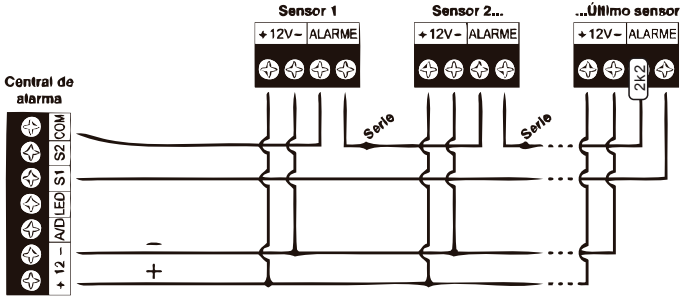 Sensor 1
Sensor 2...
...Último sensor
+ 12V - ALARME
+ 12V - ALARME
+ 12V - ALARME
2k2
Central de
alarma
COM
S2
S1
LED
A/D
+ 12 -
Serie
Serie
−
+